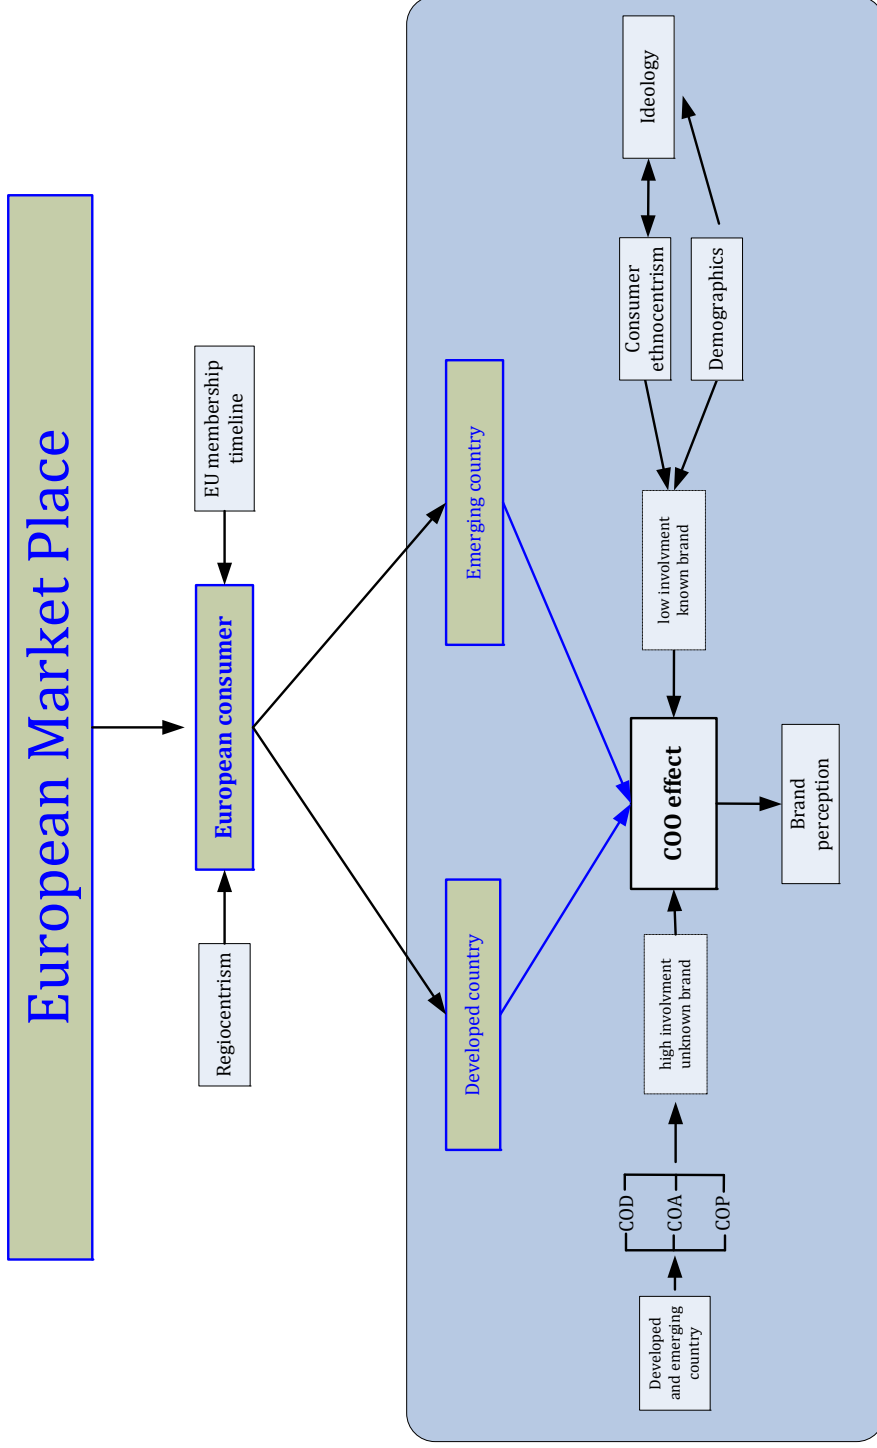 European Market Place
Regiocentrism
European consumer
EU membership
timeline
Developed country
Emerging country
Developed
and emerging
country
COD
COA
COP
high involvment
unknown brand
COO effect
low involvment
known brand
Consumer
ethnocentrism
Demographics
Ideology
Brand
perception